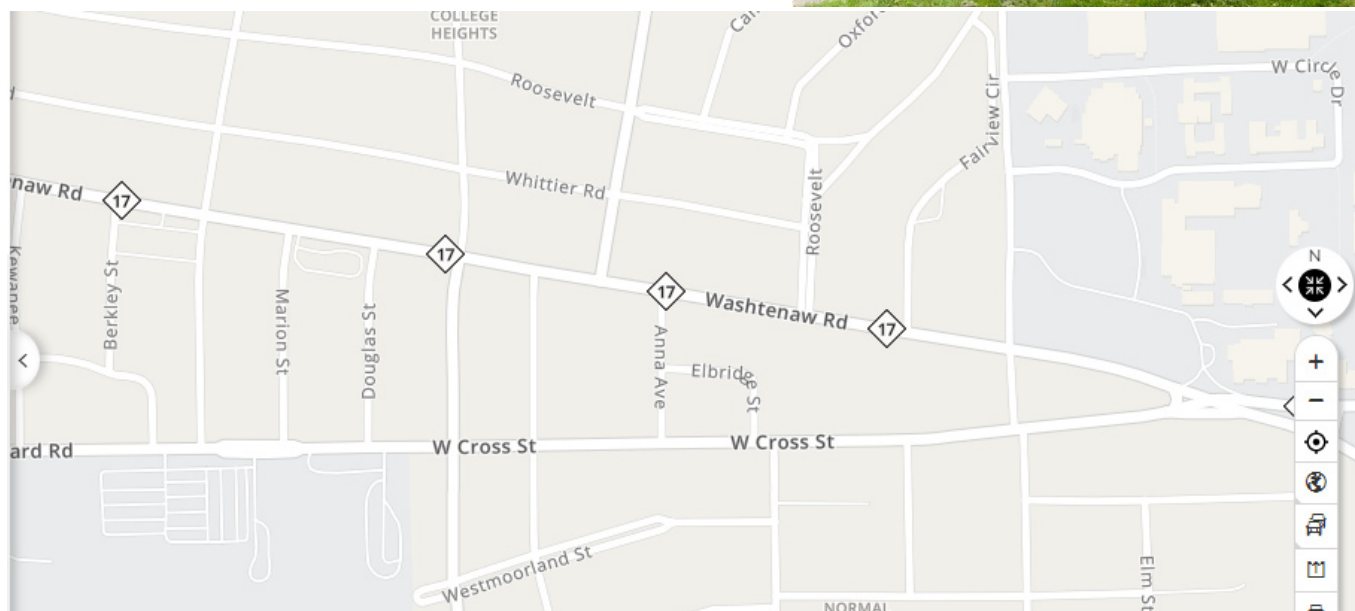 COLLEGE
HEIGHTS
Oxfor
W Circle Dr
Roosevelt
Fairview Cir
Whittier Rd
naw Rd
17
Roosevelt
17
N
Kewanee
Berkley St
Marion St
Douglas St
17
Washtenaw Rd
17
Anna Ave
Elbridge St
ard Rd
W Cross St
W Cross St
Westmoorland St
Elm St
NORMAL